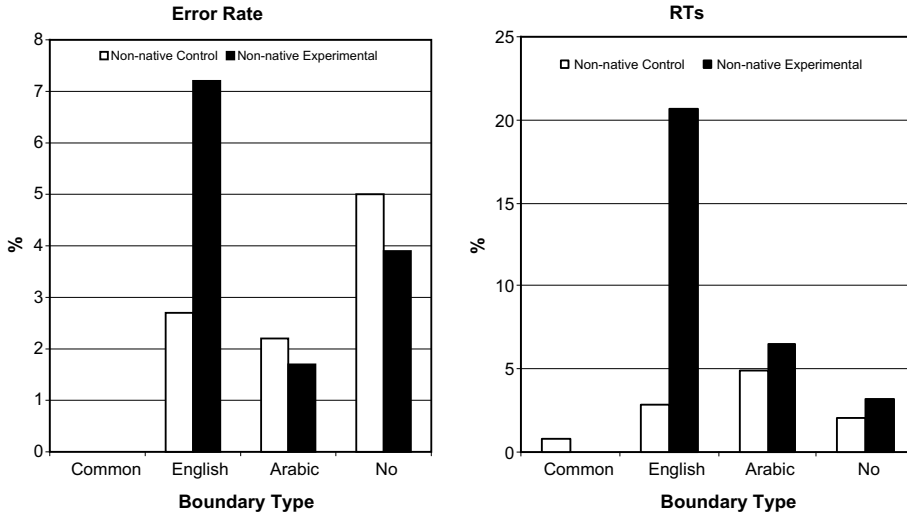 Error Rate
8
7
6
5
4
3
2
1
0
%
Non-native Control Non-native Experimental
Common English Arabic No
Boundary Type
RTs
25
20
15
10
5
0
%
Non-native Control Non-native Experimental
Common English Arabic No
Boundary Type